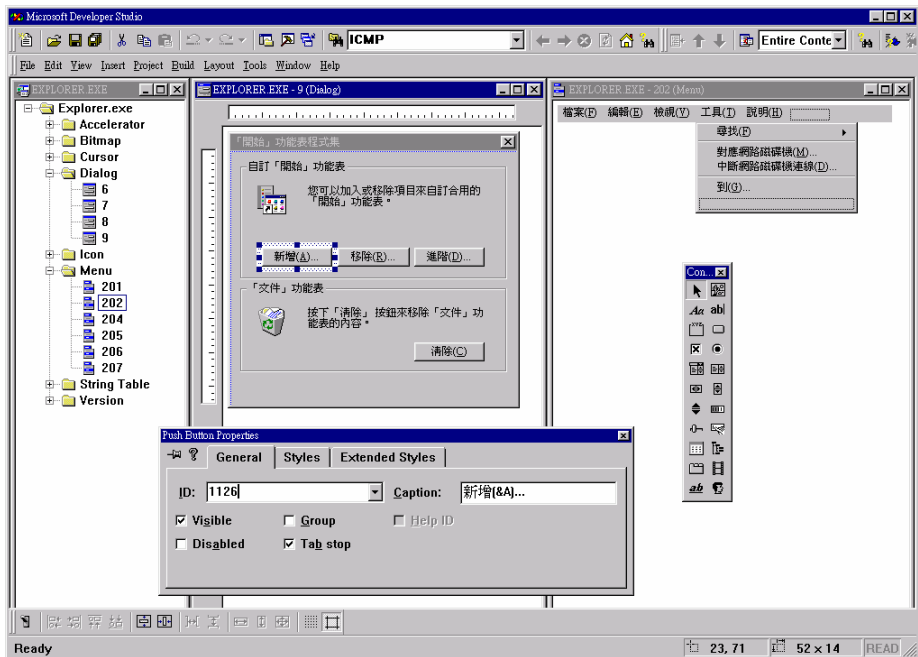 Microsoft Developer Studio
ICMP
Entire Conte
File Edit View Insert Project Build Layout Tools Window Help
EXPLORER.EXE
Explorer.exe
Accelerator
Bitmap
Cursor
Dialog
6
7
8
9
Icon
Menu
201
202
204
205
206
207
String Table
Version
EXPLORER.EXE - 9 (Dialog)
「開始」功能表程式集
自訂「開始」功能表
您可以加入或移除項目來自訂合用的
「開始」功能表。
新增(A)... 移除(R)... 進階(D)...
「文件」功能表
按下「清除」按鈕來移除「文件」功
能表的內容。
清除(C)
EXPLORER.EXE - 202 (Menu)
檔案(F) 編輯(E) 檢視(V) 工具(T) 說明(H)
尋找(F)
對應網路磁碟機(M)...
中斷網路磁碟機連線(D)...
到(G)...
Con...
Aa ab|
ab
Push Button Properties
General Styles Extended Styles
ID: 1126 Caption: 新增(&A)...
Visible Group Help ID
Disabled Tab stop
Ready 23, 71 52 × 14 READ